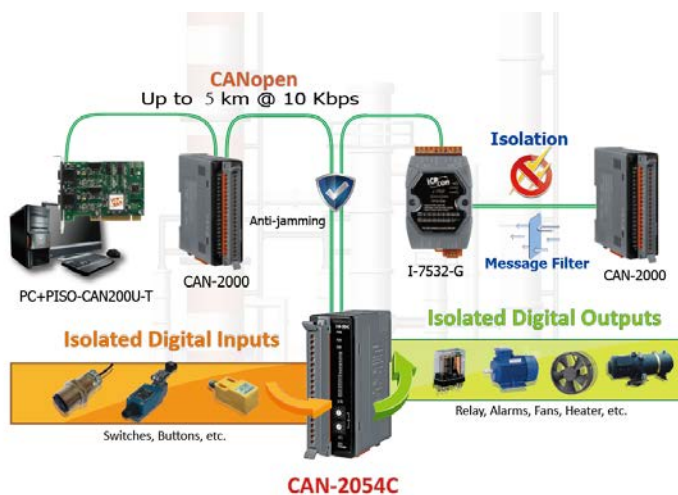 CANopen
Up to 5 km @ 10 Kbps
Isolation
Anti-jamming
Message Filter
PC+PISO-CAN200U-T
CAN-2000
I-7532-G
CAN-2000
Isolated Digital Inputs
Isolated Digital Outputs
Switches, Buttons, etc.
Relay, Alarms, Fans, Heater, etc.
CAN-2054C